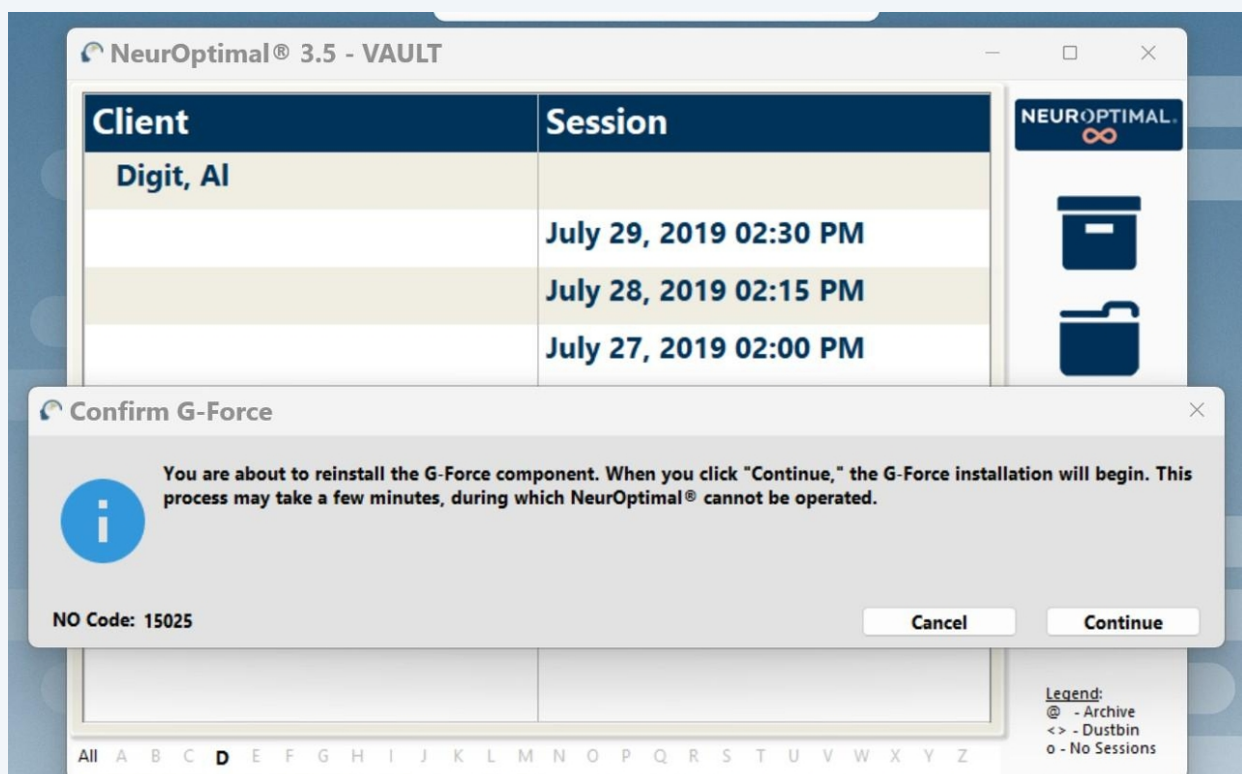 NeurOptimal® 3.5 - VAULT
Client Session
NEUROPTIMAL.
Digit, Al
July 29, 2019 02:30 PM
July 28, 2019 02:15 PM
July 27, 2019 02:00 PM
Confirm G-Force
You are about to reinstall the G-Force component. When you click "Continue," the G-Force installation will begin. This
process may take a few minutes, during which NeurOptimal® cannot be operated.
NO Code: 15025
Cancel Continue
Legend:
@ - Archive
<> - Dustbin
o - No Sessions
All A B C D E F G H I J K L M N O P Q R S T U V W X Y Z